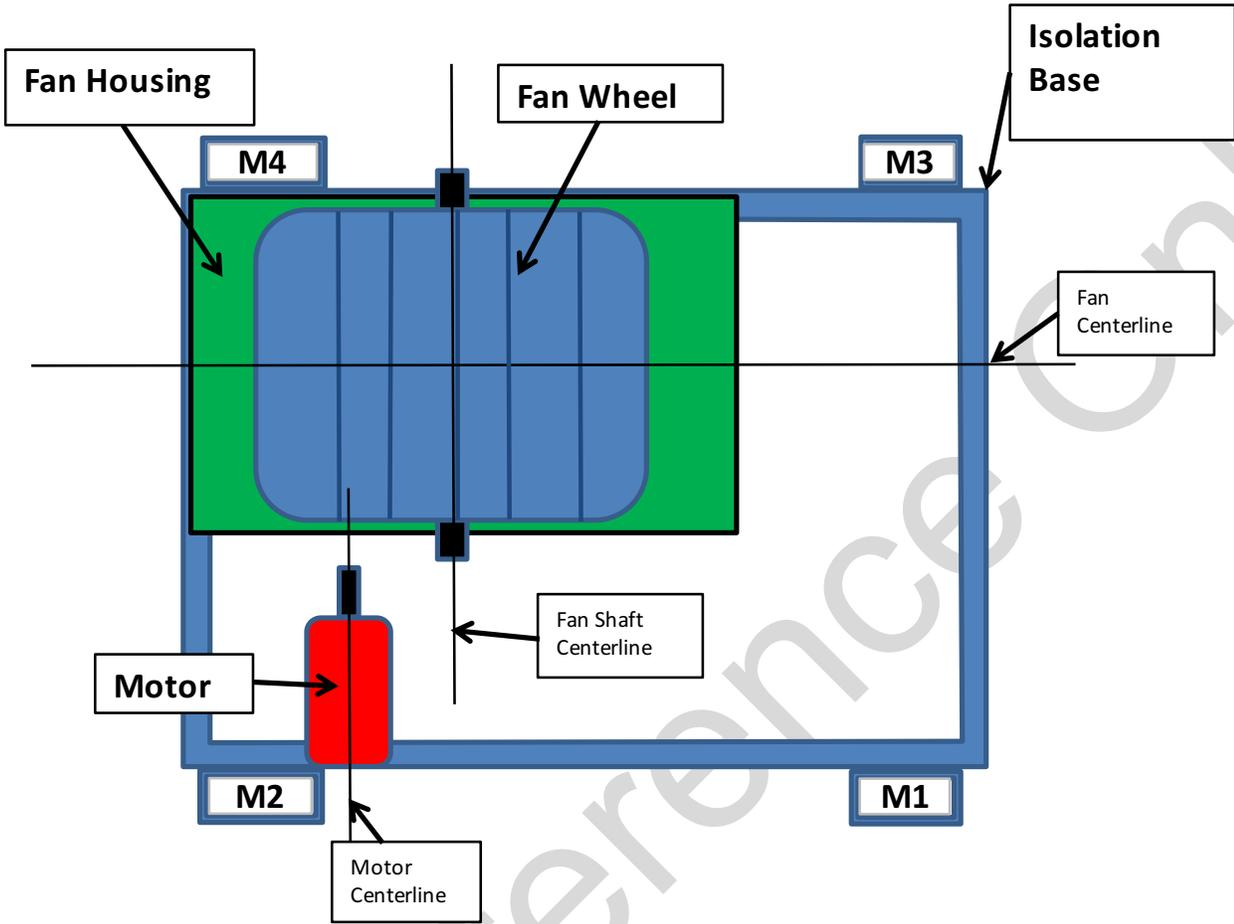 Isolation
Base
Fan Housing
Fan Wheel
M4
M3
Fan
Centerline
Fan Shaft
Centerline
Motor
M2
M1
Motor
Centerline